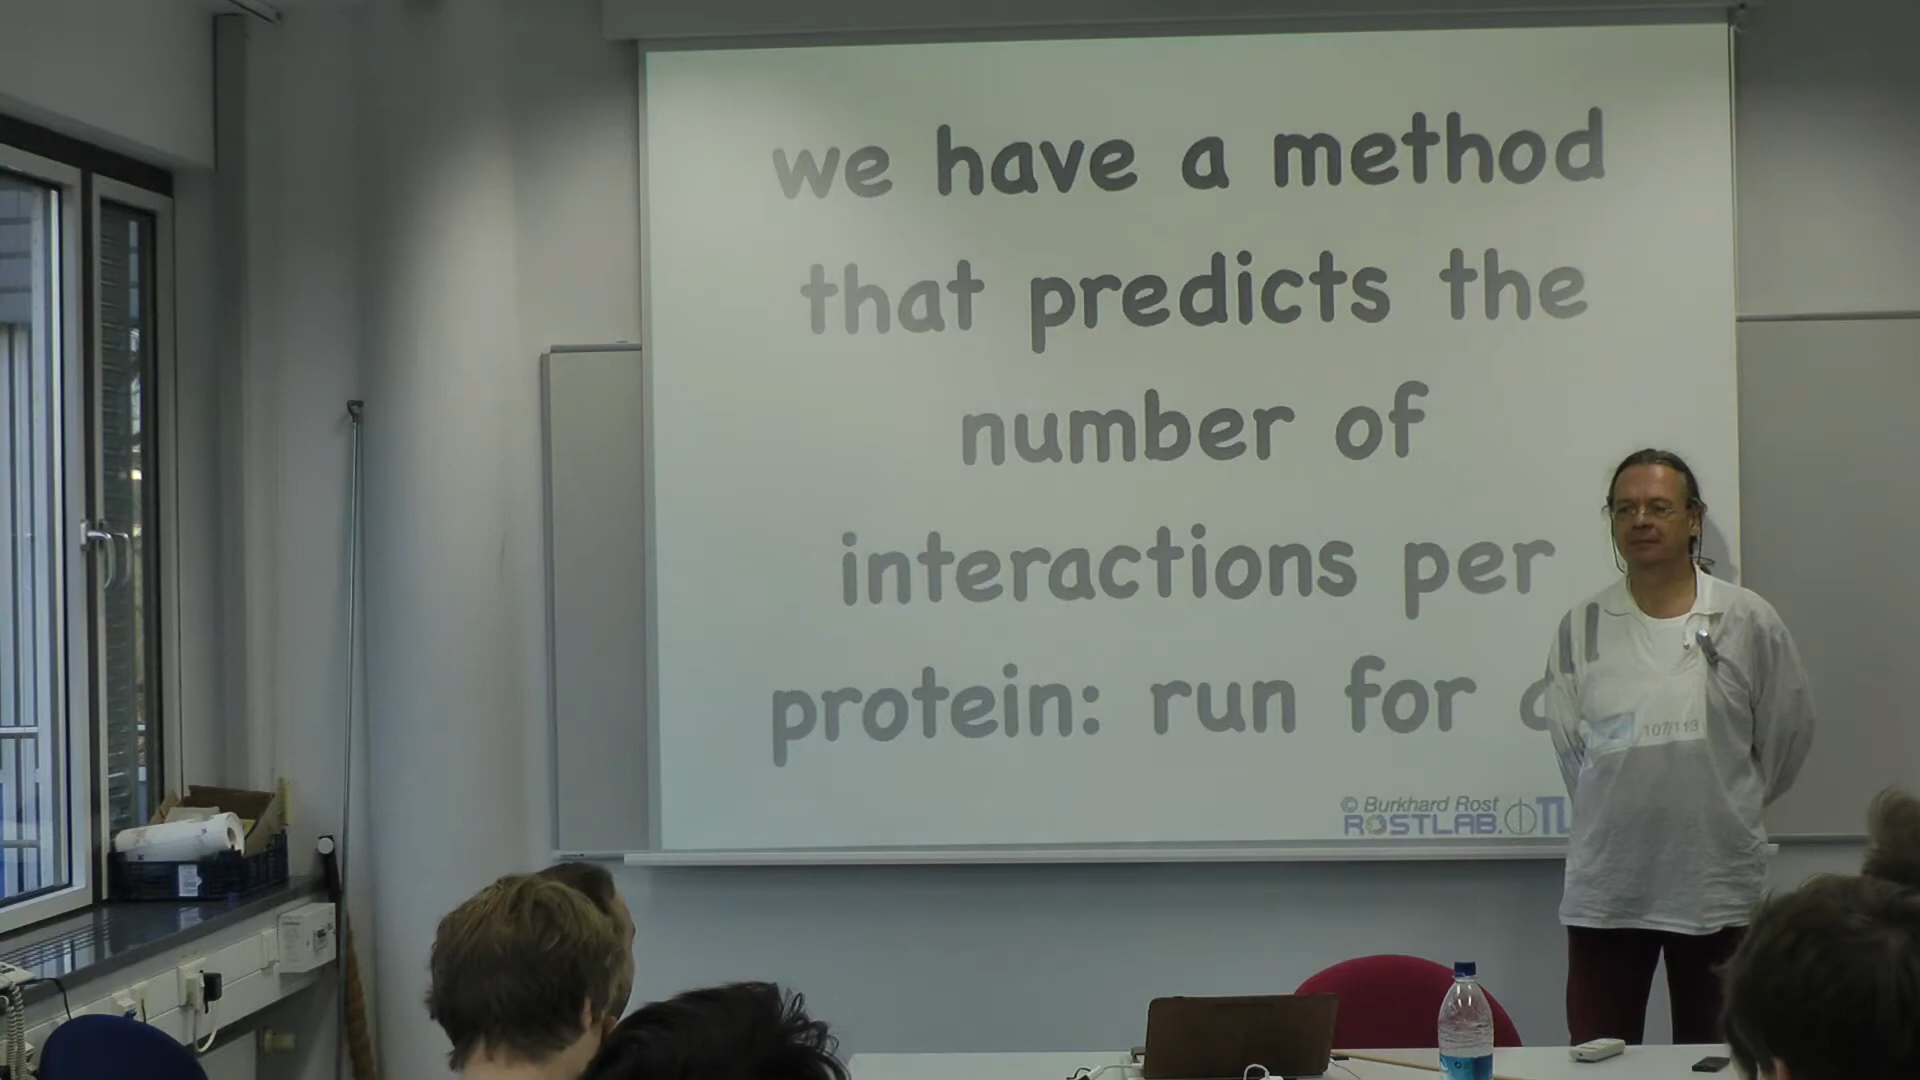 we have a method
that predicts the
number of
interactions per
protein: run for
107/113
© Burkhard Rost
ROSTLAB.